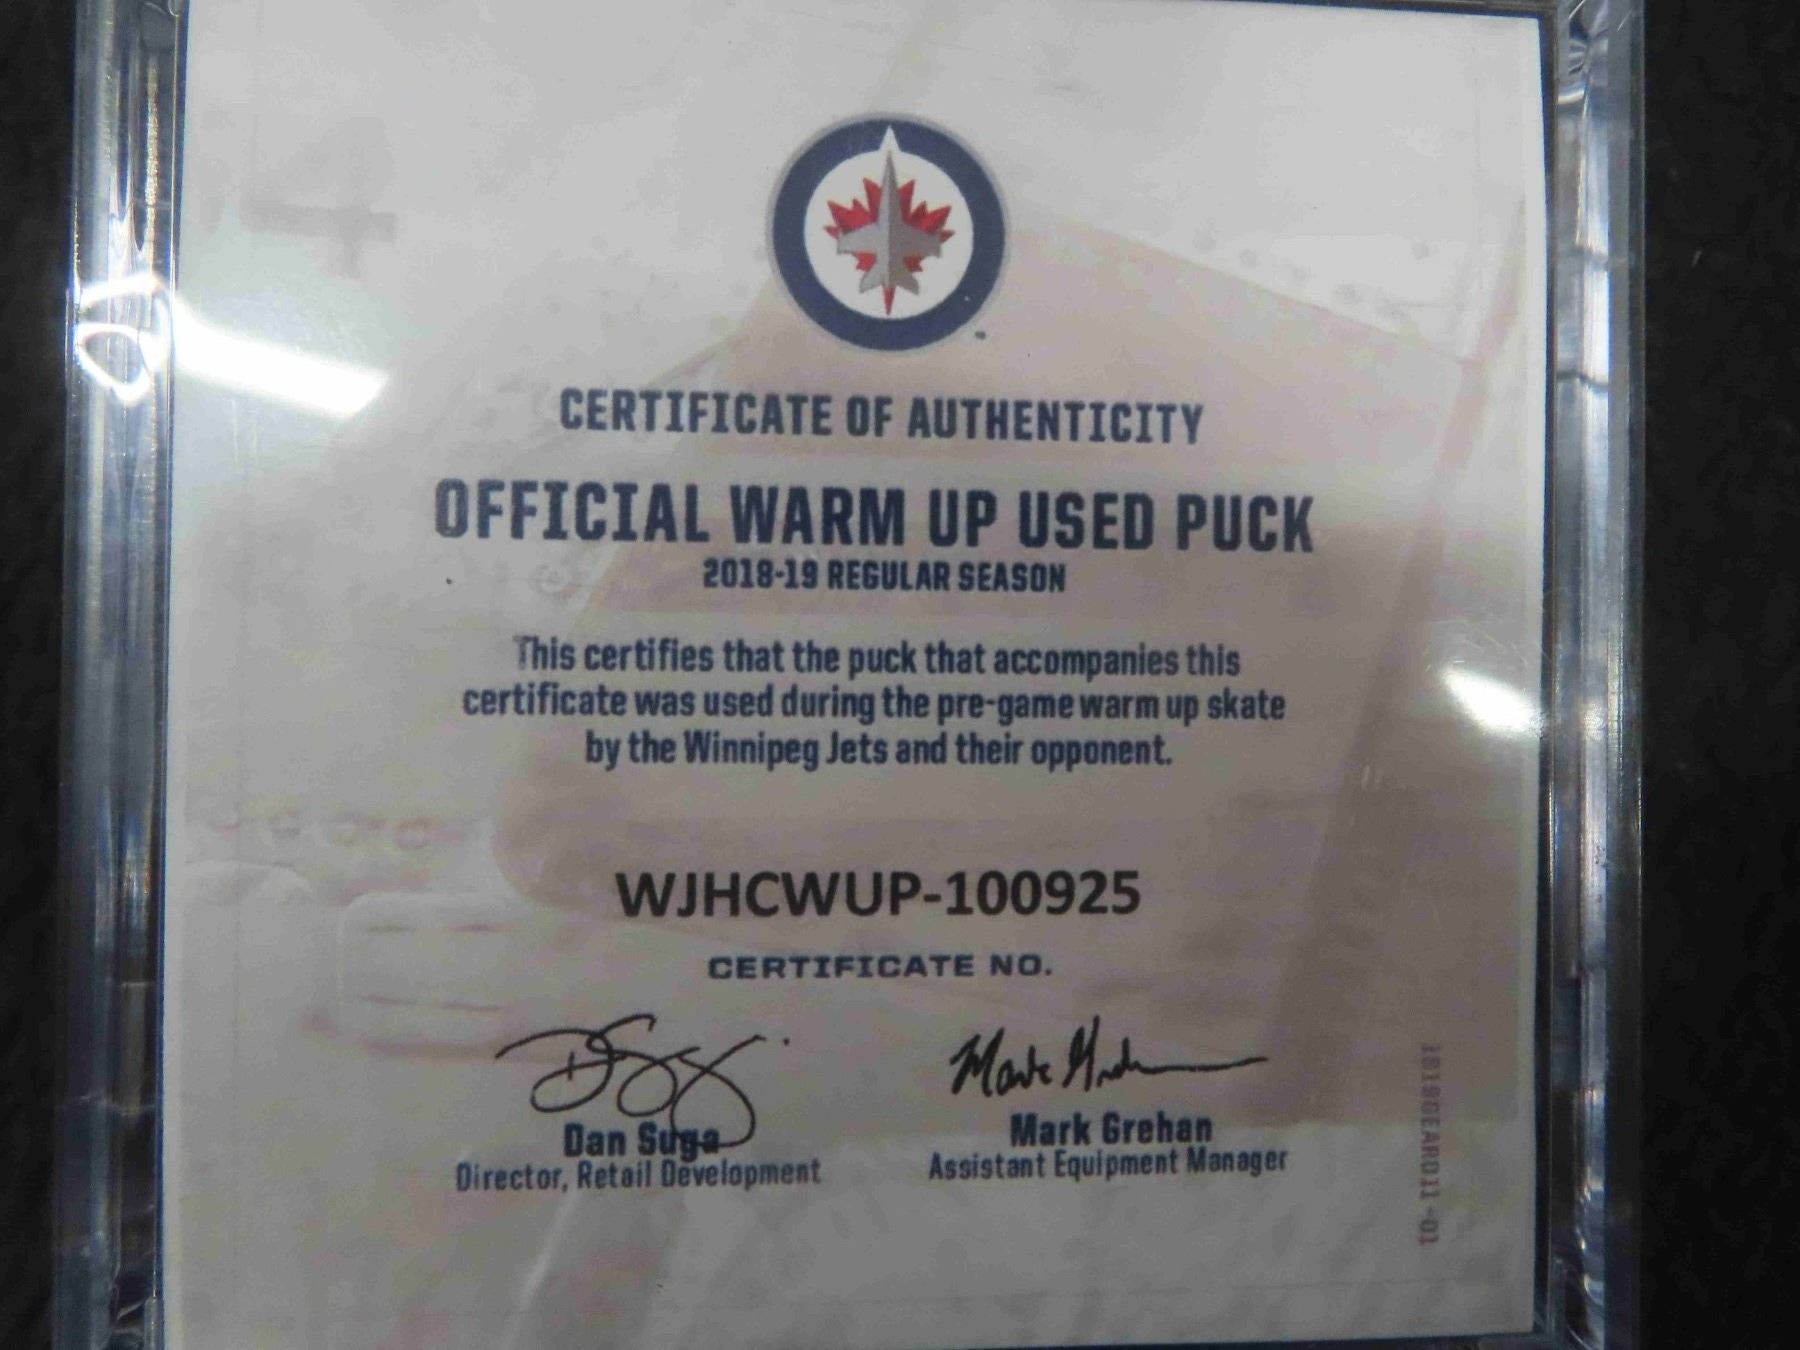 CERTIFICATE OF AUTHENTICITY
OFFICIAL WARM UP USED PUCK
2018-19 REGULAR SEASON
This certifies that the puck that accompanies this
certificate was used during the pre-game warm up skate
by the Winnipeg Jets and their opponent.
WJHCWUP-100925
CERTIFICATE NO.
Dan Suga
Director, Retail Development
Mark Grehan
Assistant Equipment Manager